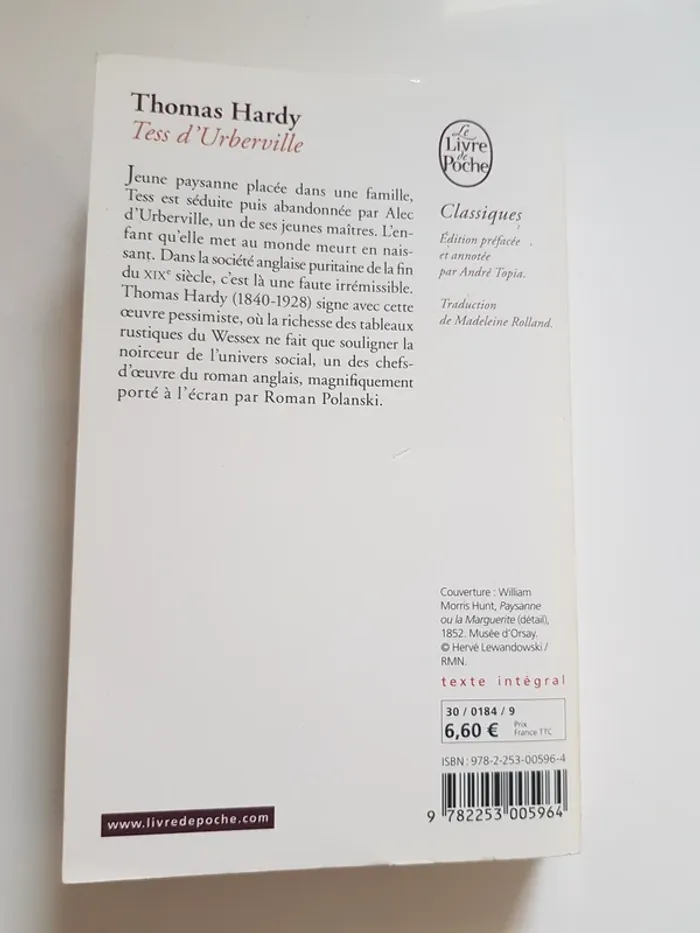 Thomas Hardy
Tess d'Urberville
Jeune paysanne placée dans une famille,
Tess est séduite puis abandonnée par Alec
d'Urberville, un de ses jeunes maîtres. L'en-
fant qu'elle met au monde meurt en nais-
sant. Dans la société anglaise puritaine de la fin
du XIXe siècle, c'est là une faute irrémissible.
Thomas Hardy (1840-1928) signe avec cette
œuvre pessimiste, où la richesse des tableaux
rustiques du Wessex ne fait que souligner la
noirceur de l'univers social, un des chefs-
d'œuvre du roman anglais, magnifiquement
porté à l'écran par Roman Polanski.
Le
Livre
de
Poche
Classiques
Édition préfacée
et annotée
par André Topia.
Traduction
de Madeleine Rolland.
Couverture : William
Morris Hunt, Paysanne
ou la Marguerite (détail),
1852. Musée d'Orsay.
© Hervé Lewandowski /
RMN.
texte intégral
30 / 0184 / 9
6,60 € Prix
France TTC
ISBN : 978-2-253-00596-4
9 782253 005964
www.livredepoche.com